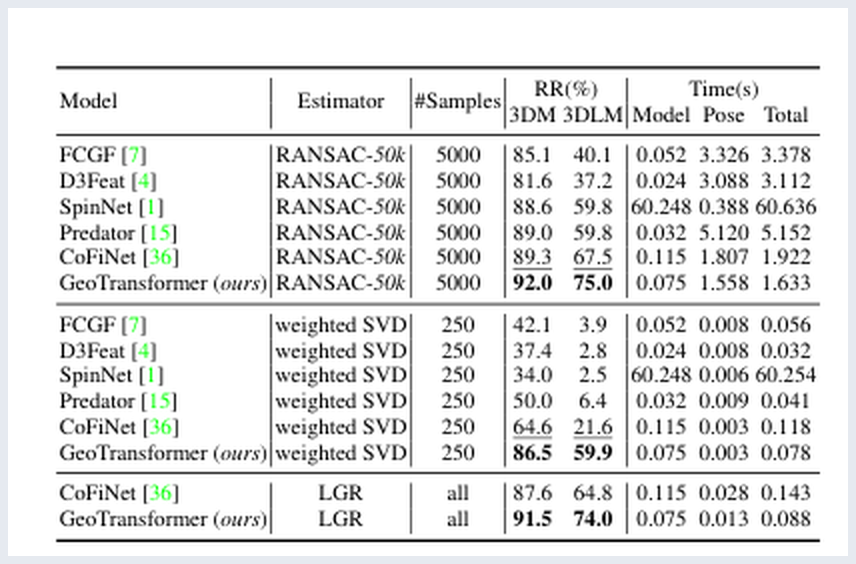 RR(%) Time(s)
Model Estimator #Samples
3DM 3DLM Model Pose Total
FCGF [7] RANSAC-50k 5000 85.1 40.1 0.052 3.326 3.378
D3Feat [4] RANSAC-50k 5000 81.6 37.2 0.024 3.088 3.112
SpinNet [1] RANSAC-50k 5000 88.6 59.8 60.248 0.388 60.636
Predator [15] RANSAC-50k 5000 89.0 59.8 0.032 5.120 5.152
CoFiNet [36] RANSAC-50k 5000 89.3 67.5 0.115 1.807 1.922
GeoTransformer (ours) RANSAC-50k 5000 92.0 75.0 0.075 1.558 1.633
FCGF [7] weighted SVD 250 42.1 3.9 0.052 0.008 0.056
D3Feat [4] weighted SVD 250 37.4 2.8 0.024 0.008 0.032
SpinNet [1] weighted SVD 250 34.0 2.5 60.248 0.006 60.254
Predator [15] weighted SVD 250 50.0 6.4 0.032 0.009 0.041
CoFiNet [36] weighted SVD 250 64.6 21.6 0.115 0.003 0.118
GeoTransformer (ours) weighted SVD 250 86.5 59.9 0.075 0.003 0.078
CoFiNet [36] LGR all 87.6 64.8 0.115 0.028 0.143
GeoTransformer (ours) LGR all 91.5 74.0 0.075 0.013 0.088